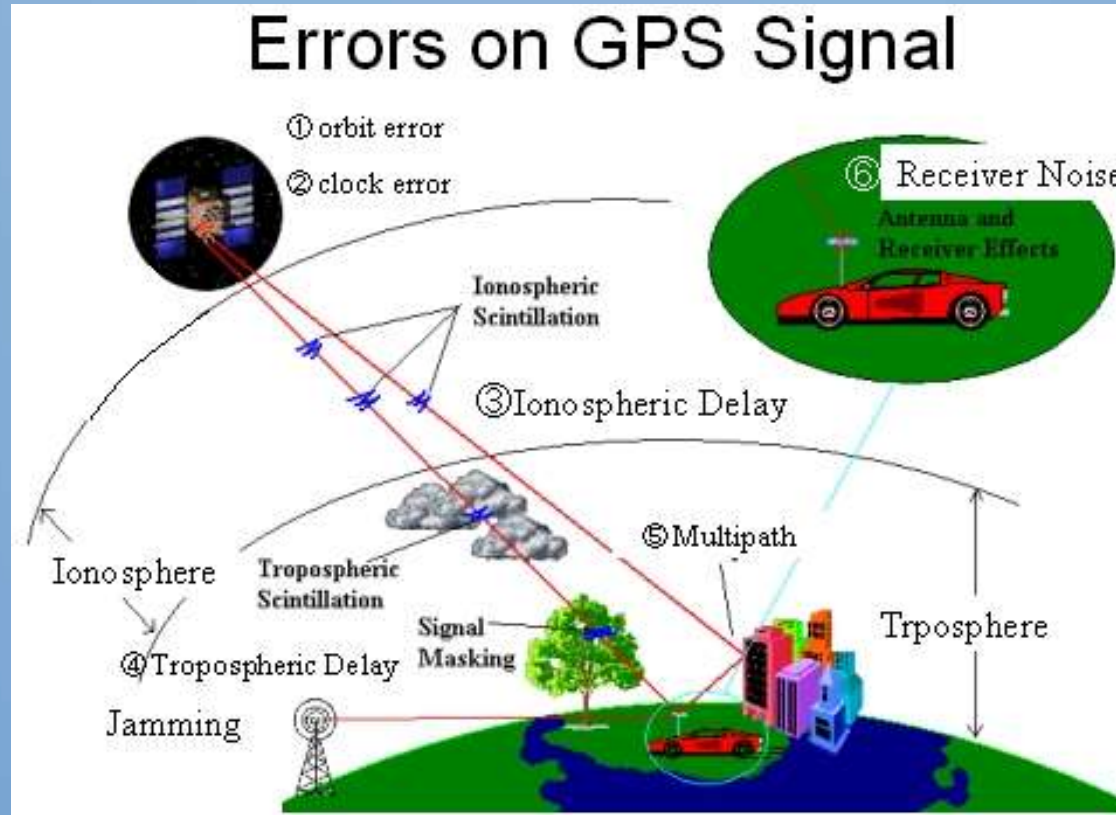 Errors on GPS Signal
① orbit error
② clock error
⑥ Receiver Noise
Antenna and
Receiver Effects
Ionospheric
Scintillation
③Ionospheric Delay
⑤Multipath
Ionosphere
Tropospheric
Scintillation
Signal
Masking
Trposphere
④Tropospheric Delay
Jamming